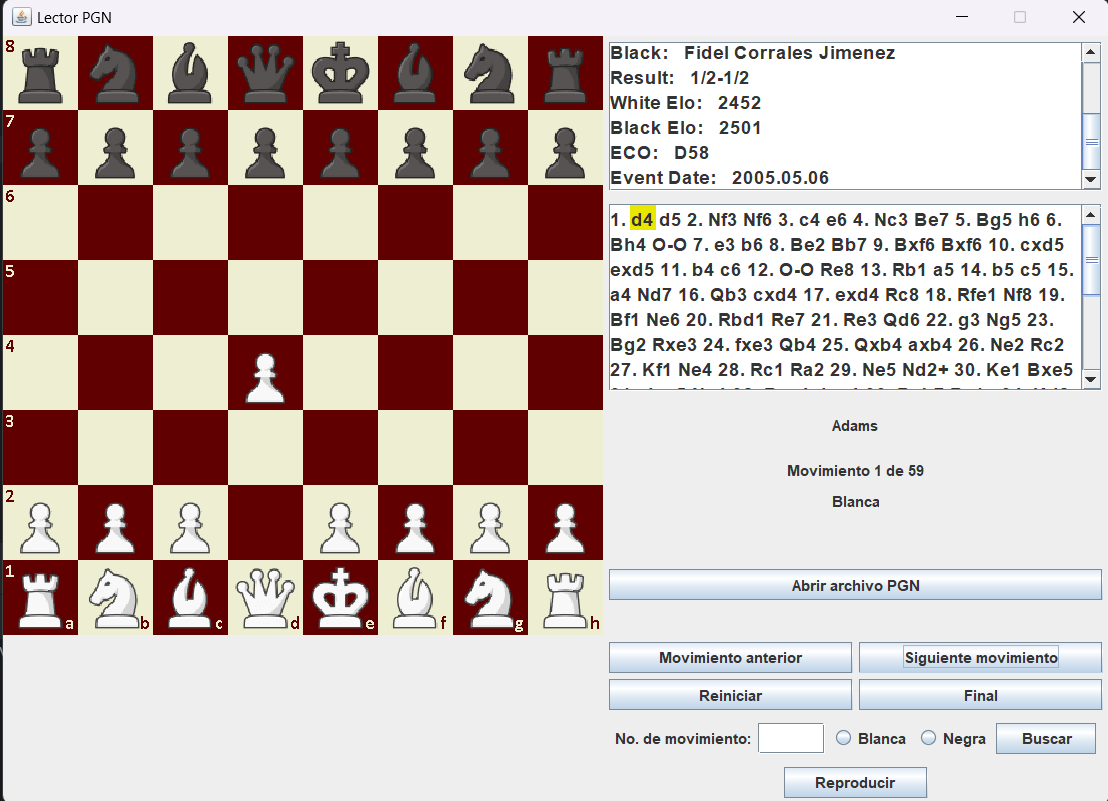 Lector PGN
8
7
6
5
4
3
2
1
a b c d e f g h
Black: Fidel Corrales Jimenez
Result: 1/2-1/2
White Elo: 2452
Black Elo: 2501
ECO: D58
Event Date: 2005.05.06
1. d4 d5 2. Nf3 Nf6 3. c4 e6 4. Nc3 Be7 5. Bg5 h6 6.
Bh4 O-O 7. e3 b6 8. Be2 Bb7 9. Bxf6 Bxf6 10. cxd5
exd5 11. b4 c6 12. O-O Re8 13. Rb1 a5 14. b5 c5 15.
a4 Nd7 16. Qb3 cxd4 17. exd4 Rc8 18. Rfe1 Nf8 19.
Bf1 Ne6 20. Rbd1 Re7 21. Re3 Qd6 22. g3 Ng5 23.
Bg2 Rxe3 24. fxe3 Qb4 25. Qxb4 axb4 26. Ne2 Rc2
27. Kf1 Ne4 28. Rc1 Ra2 29. Ne5 Nd2+ 30. Ke1 Bxe5
Adams
Movimiento 1 de 59
Blanca
Abrir archivo PGN
Movimiento anterior Siguiente movimiento
Reiniciar Final
No. de movimiento: Blanca Negra Buscar
Reproducir